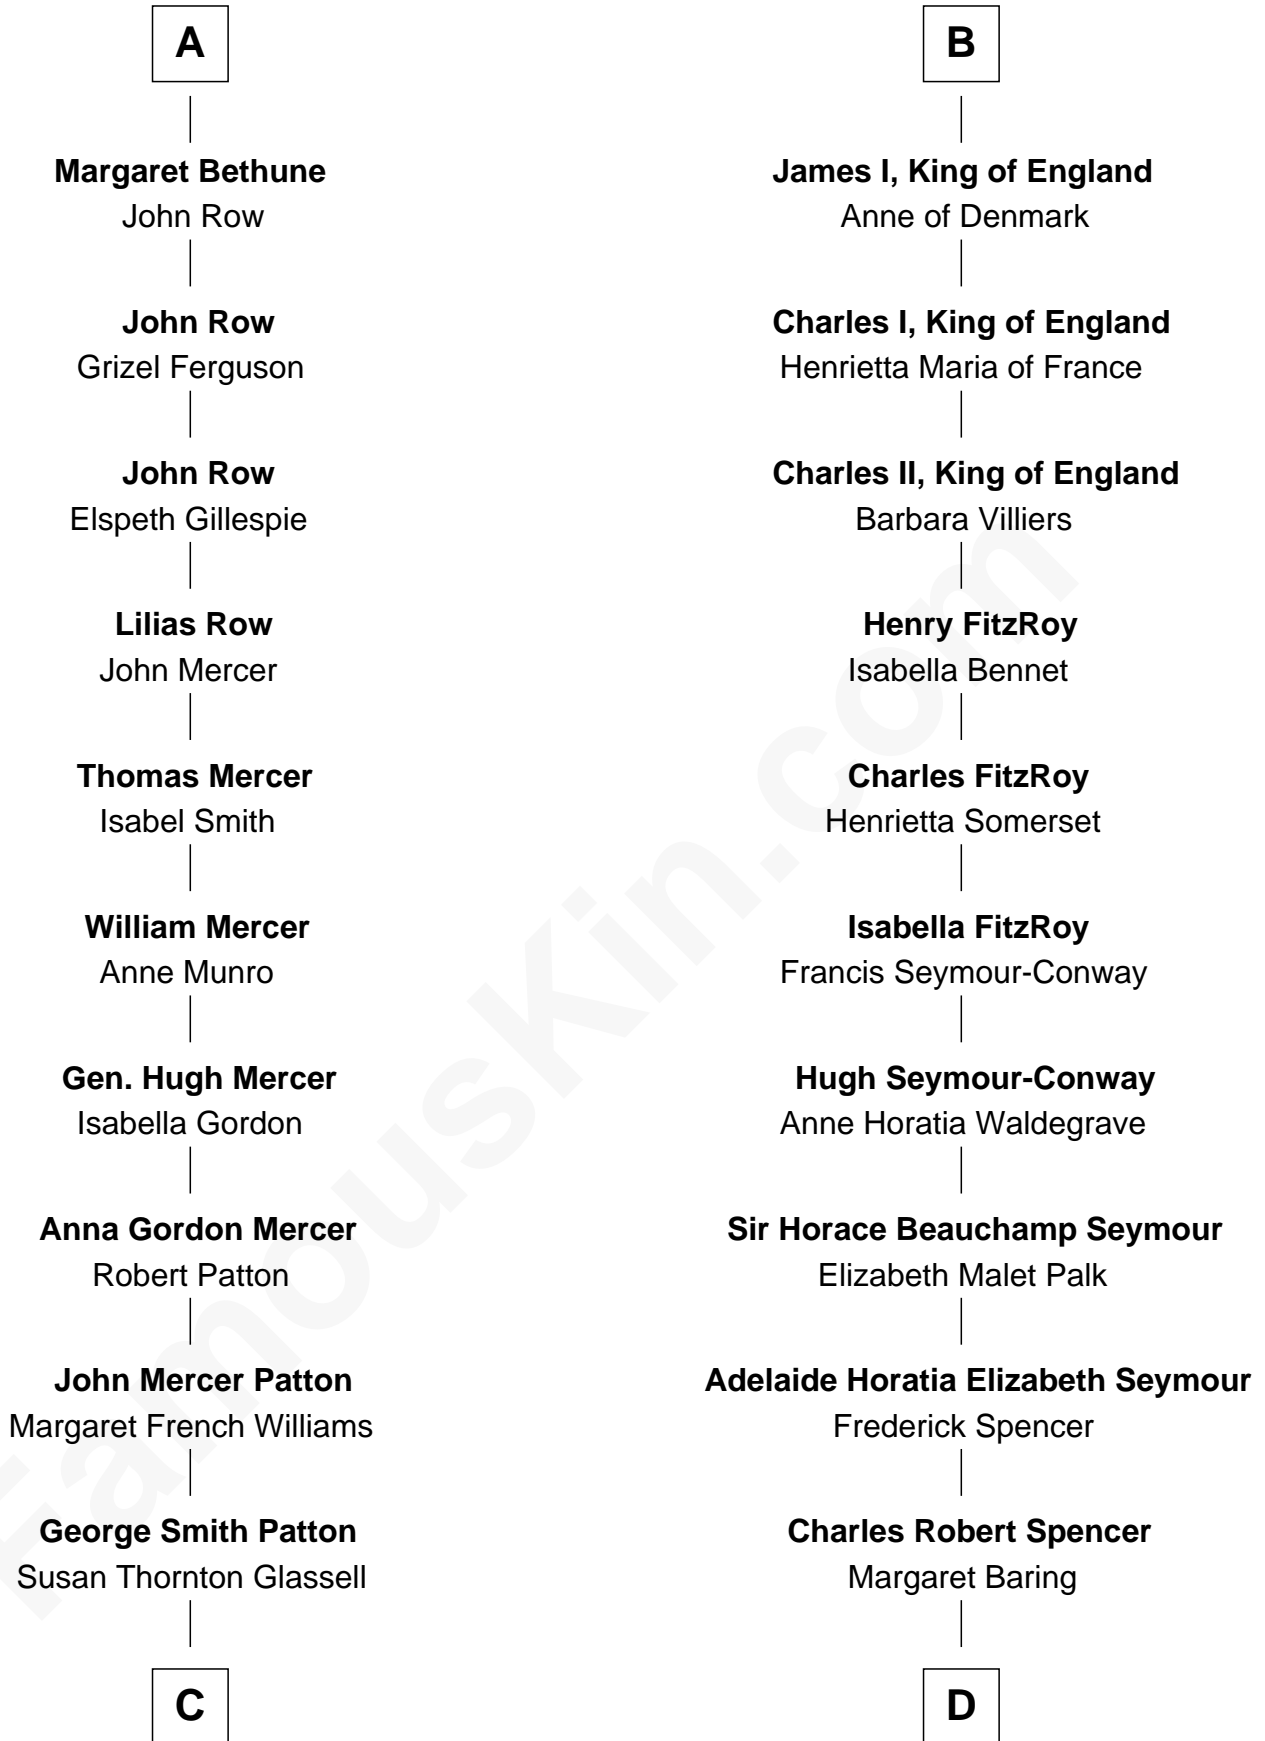 A
B
Margaret Bethune
John Row
James I, King of England
Anne of Denmark
John Row
Grizel Ferguson
Charles I, King of England
Henrietta Maria of France
John Row
Elspeth Gillespie
Charles II, King of England
Barbara Villiers
Lilias Row
John Mercer
Henry FitzRoy
Isabella Bennet
Thomas Mercer
Isabel Smith
Charles FitzRoy
Henrietta Somerset
William Mercer
Anne Munro
Isabella FitzRoy
Francis Seymour-Conway
Gen. Hugh Mercer
Isabella Gordon
Hugh Seymour-Conway
Anne Horatia Waldegrave
Anna Gordon Mercer
Robert Patton
Sir Horace Beauchamp Seymour
Elizabeth Malet Palk
John Mercer Patton
Margaret French Williams
Adelaide Horatia Elizabeth Seymour
Frederick Spencer
George Smith Patton
Susan Thornton Glassell
Charles Robert Spencer
Margaret Baring
C
D
FamousKin.com